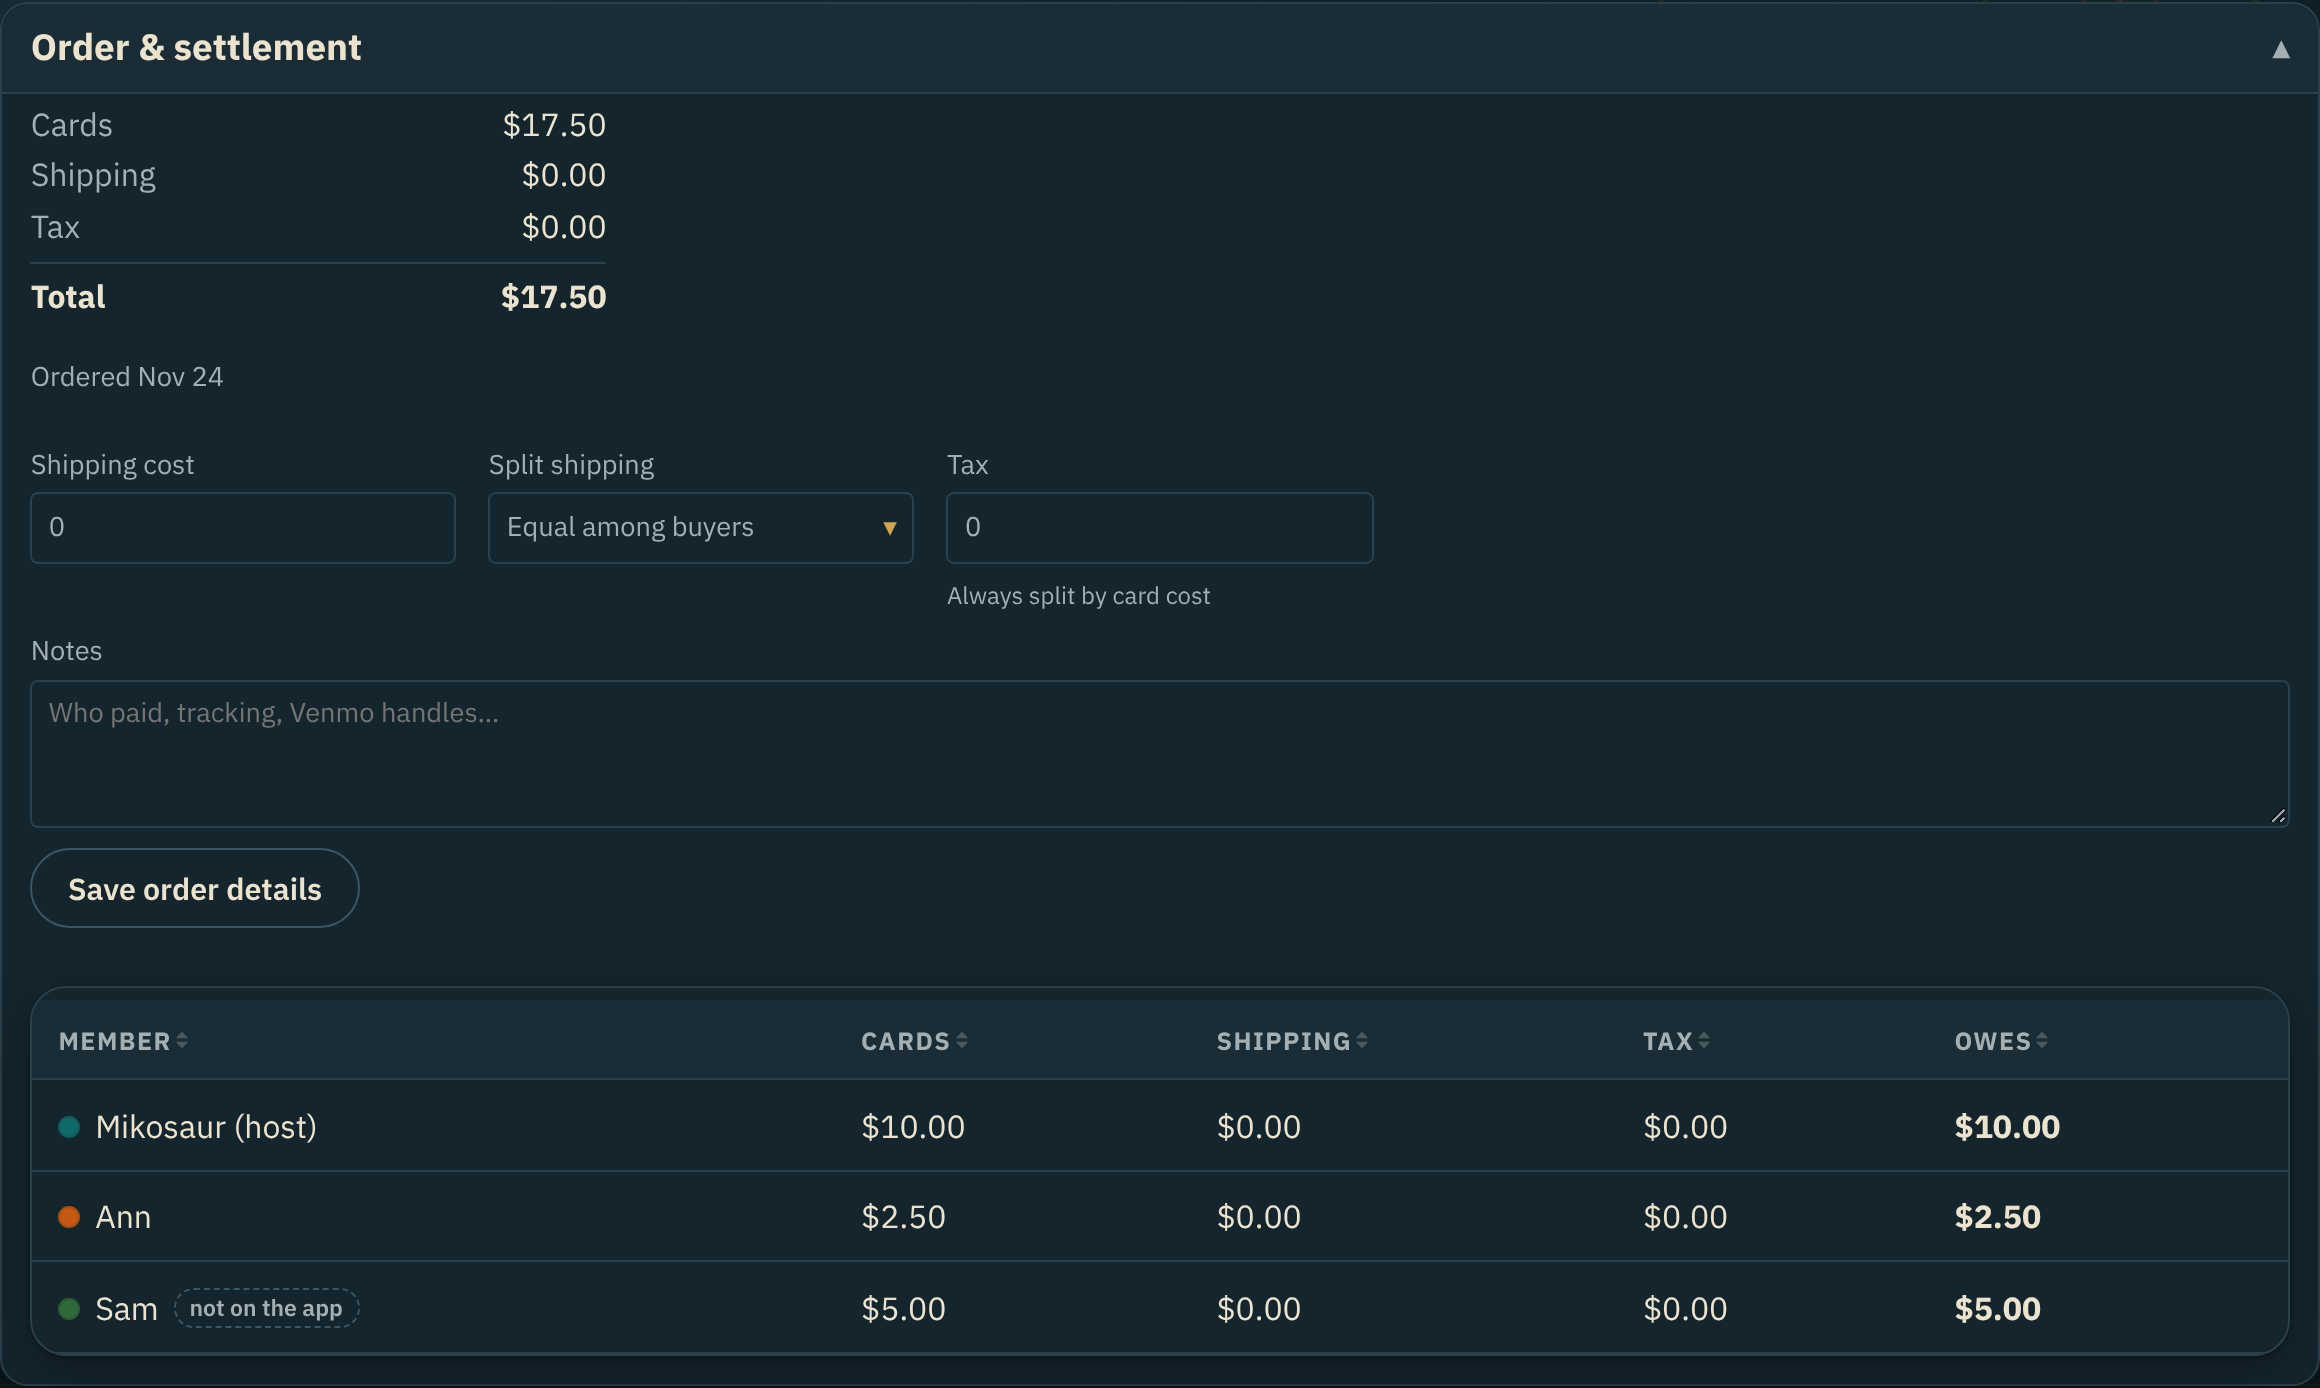 Order & settlement ▲
Cards $17.50
Shipping $0.00
Tax $0.00
Total $17.50
Ordered Nov 24
Shipping cost Split shipping Tax
0 Equal among buyers ▼ 0
Always split by card cost
Notes
Who paid, tracking, Venmo handles...
Save order details
MEMBER CARDS SHIPPING TAX OWES
Mikosaur (host) $10.00 $0.00 $0.00 $10.00
Ann $2.50 $0.00 $0.00 $2.50
Sam not on the app $5.00 $0.00 $0.00 $5.00